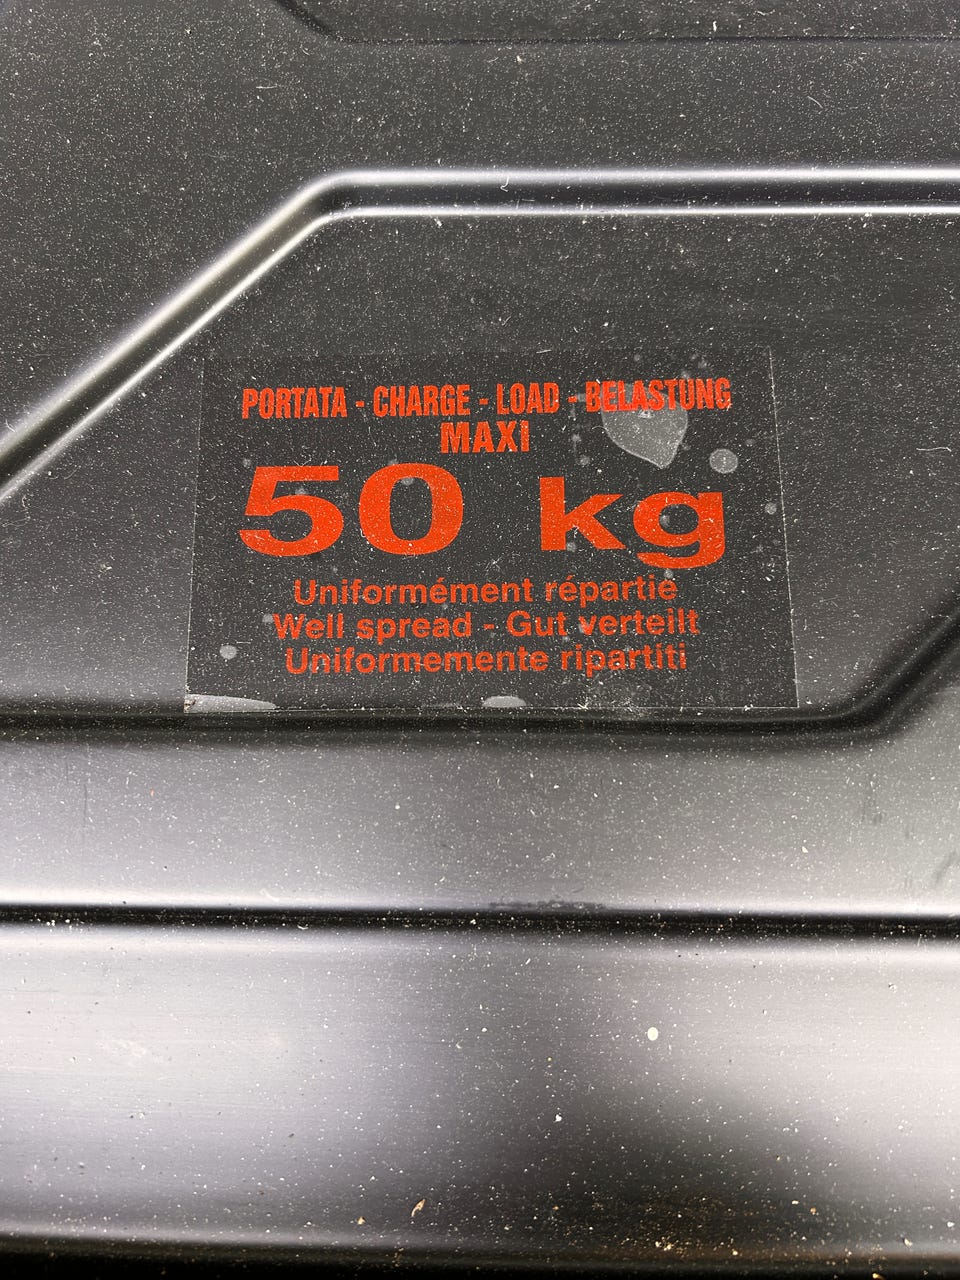 PORTATA - CHARGE - LOAD - BELASTUNG
MAXI
50 kg
Uniformément répartie
Well spread - Gut verteilt
Uniformemente ripartiti